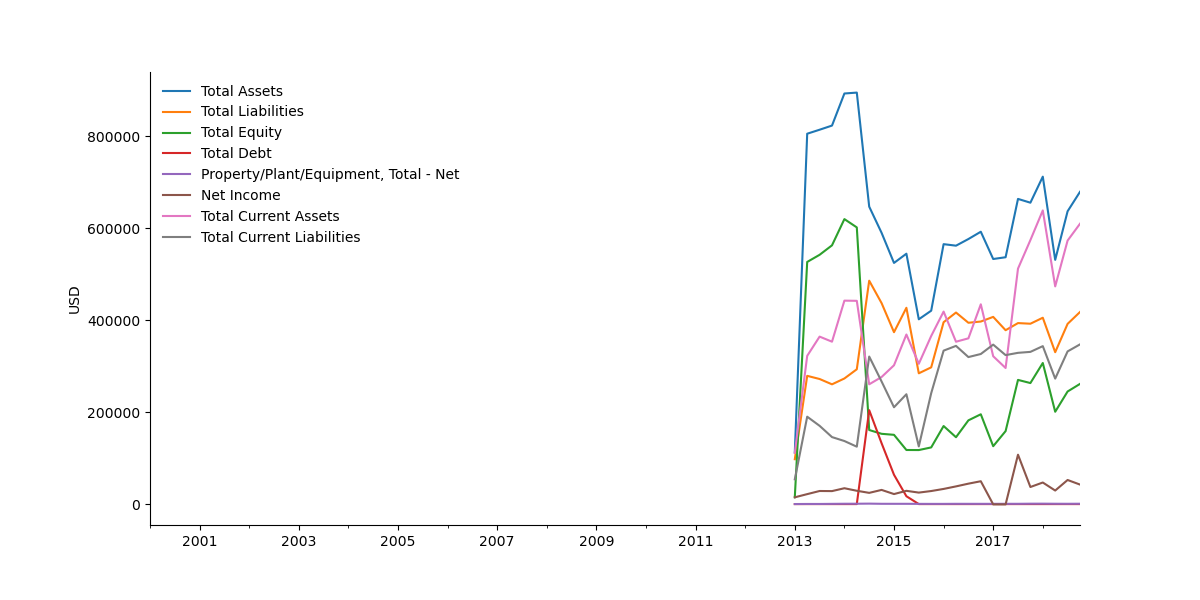 Total Assets
Total Liabilities
Total Equity
Total Debt
Property/Plant/Equipment, Total - Net
Net Income
Total Current Assets
Total Current Liabilities
USD
800000
600000
400000
200000
0
2001 2003 2005 2007 2009 2011 2013 2015 2017